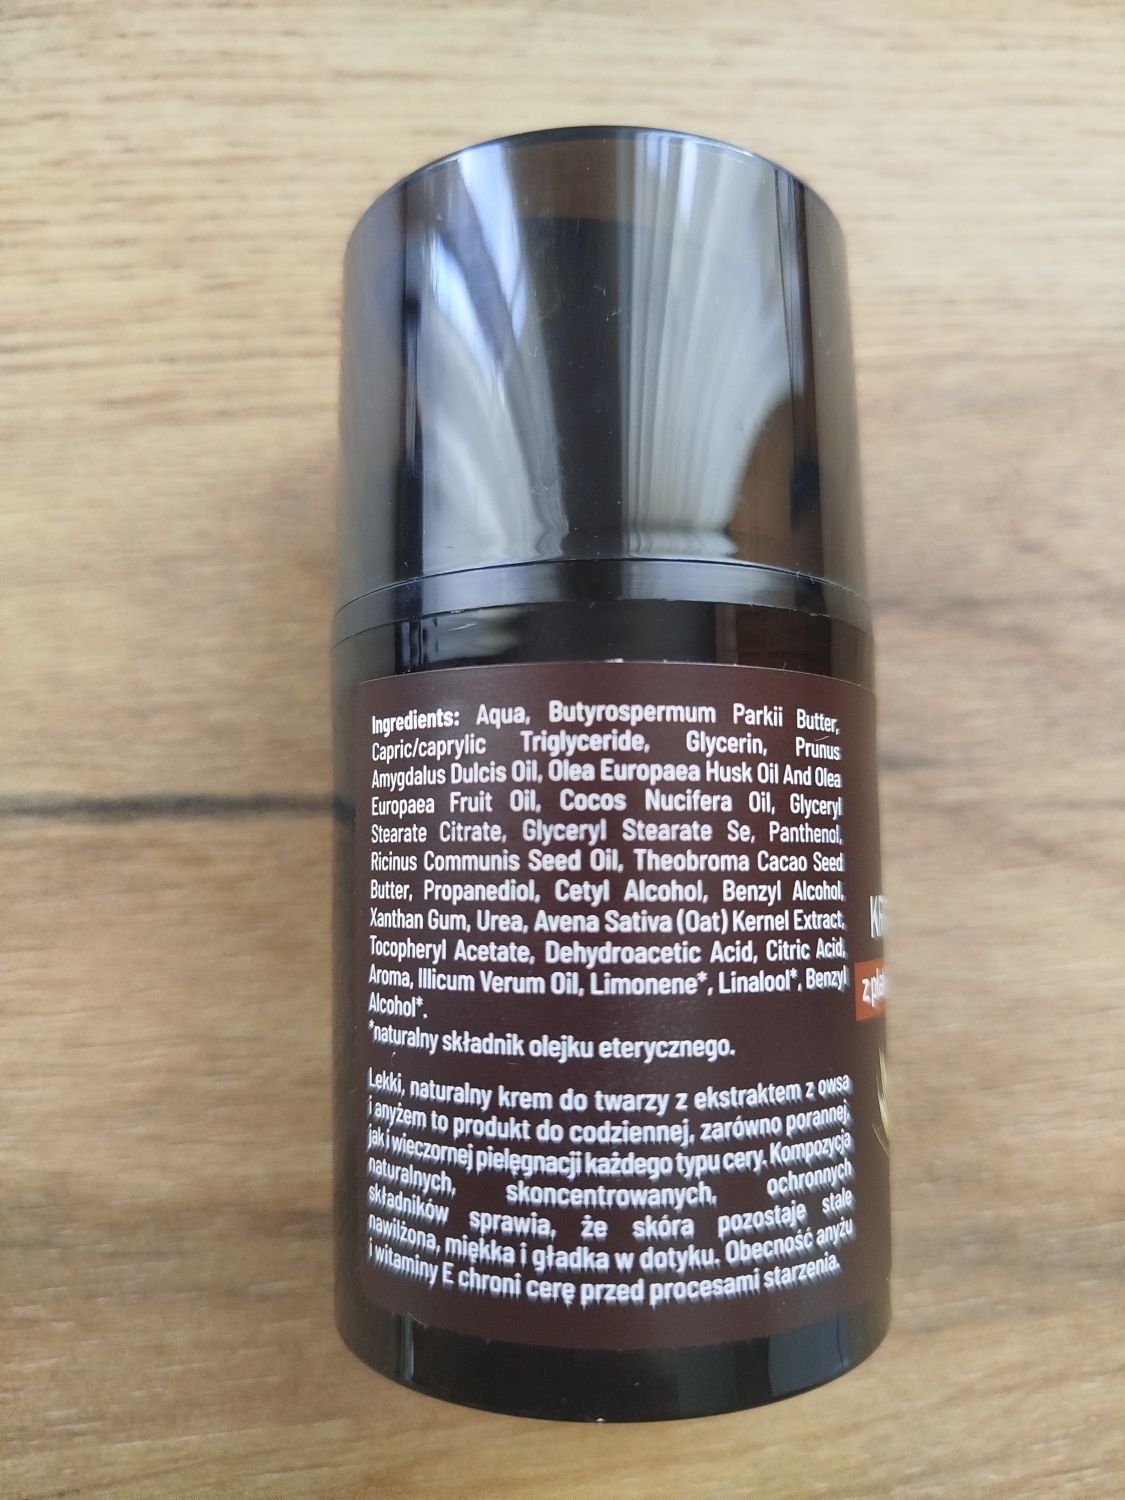 Ingredients: Aqua, Butyrospermum Parkii Butter,
Capric/caprylic Triglyceride, Glycerin, Prunus
Amygdalus Dulcis Oil, Olea Europaea Husk Oil And Olea
Europaea Fruit Oil, Cocos Nucifera Oil, Glyceryl
Stearate Citrate, Glyceryl Stearate Se, Panthenol,
Ricinus Communis Seed Oil, Theobroma Cacao Seed
Butter, Propanediol, Cetyl Alcohol, Benzyl Alcohol,
Xanthan Gum, Urea, Avena Sativa (Oat) Kernel Extract,
Tocopheryl Acetate, Dehydroacetic Acid, Citric Acid,
Aroma, Illicum Verum Oil, Limonene*, Linalool*, Benzyl
Alcohol*.
*naturalny składnik olejku eterycznego.
Lekki, naturalny krem do twarzy z ekstraktem z owsa
i anyżem to produkt do codziennej, zarówno porannej,
jak i wieczornej pielęgnacji każdego typu cery. Kompozycja
naturalnych, skoncentrowanych, ochronnych
składników sprawia, że skóra pozostaje stale
nawilżona, miękka i gładka w dotyku. Obecność anyżu
i witaminy E chroni cerę przed procesami starzenia.